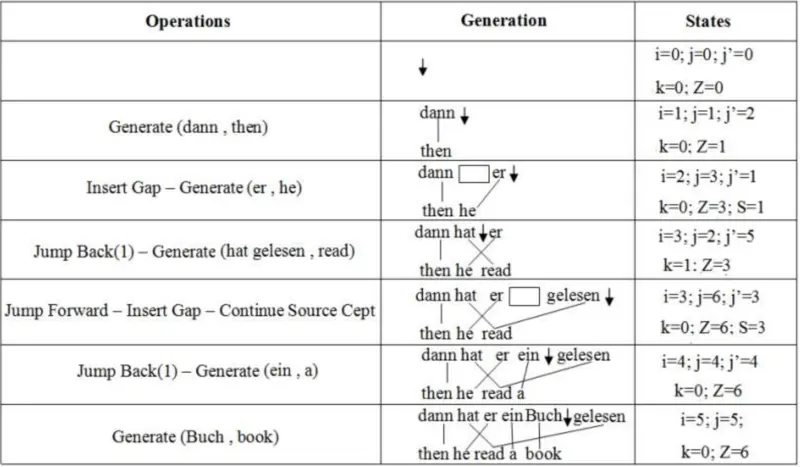 Operations Generation States
i=0; j=0; j’=0
k=0; Z=0
Generate (dann , then)
dann
then
i=1; j=1; j’=2
k=0; Z=1
Insert Gap – Generate (er , he)
dann er
then he
i=2; j=3; j’=1
k=0; Z=3; S=1
Jump Back(1) – Generate (hat gelesen , read)
dann hat er
then he read
i=3; j=2; j’=5
k=1: Z=3
Jump Forward – Insert Gap – Continue Source Cept
dann hat er gelesen
then he read
i=3; j=6; j’=3
k=0; Z=6; S=3
Jump Back(1) – Generate (ein , a)
dann hat er ein gelesen
then he read a
i=4; j=4; j’=4
k=0; Z=6
Generate (Buch , book)
dann hat er ein Buch gelesen
then he read a book
i=5; j=5;
k=0; Z=6